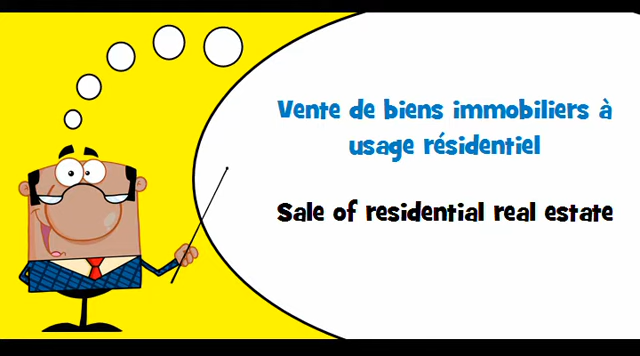 Vente de biens immobiliers à
usage résidentiel
Sale of residential real estate